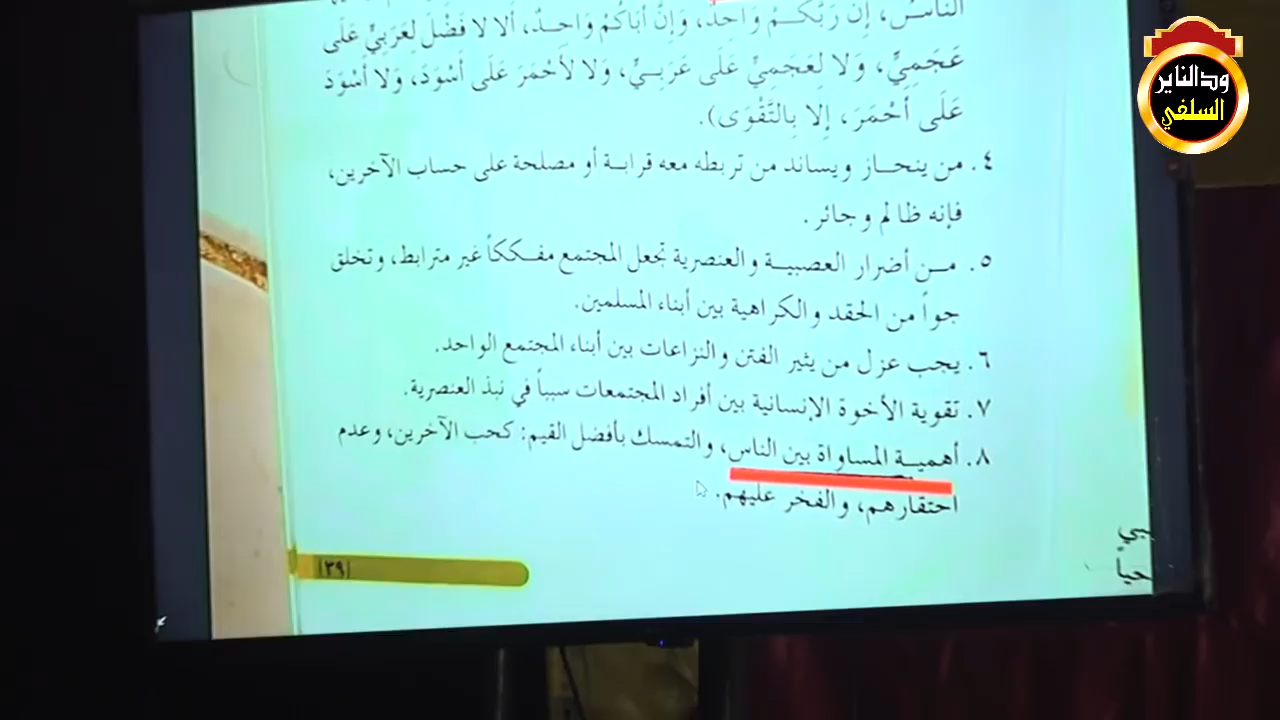 النَّاسُ، إِنَّ رَبَّكُمْ وَاحِدٌ، وَإِنَّ أَبَاكُمْ وَاحِدٌ، أَلا لا فَضْلَ لِعَرَبِيٍّ عَلَى
عَجَمِيٍّ، وَلا لِعَجَمِيٍّ عَلَى عَرَبِيٍّ، وَلا لأَحْمَرَ عَلَى أَسْوَدَ، وَلا أَسْوَدَ
عَلَى أَحْمَرَ، إِلا بِالتَّقْوَى).
٤. من ينحاز ويساند من تربطه معه قرابة أو مصلحة على حساب الآخرين،
فإنه ظالم وجائر.
٥. من أضرار العصبية والعنصرية تجعل المجتمع مفككاً غير مترابط، وتخلق
جواً من الحقد والكراهية بين أبناء المسلمين.
٦. يجب عزل من يثير الفتن والنزاعات بين أبناء المجتمع الواحد.
٧. تقوية الأخوة الإنسانية بين أفراد المجتمعات سبباً في نبذ العنصرية.
٨. أهمية المساواة بين الناس، والتمسك بأفضل القيم: كحب الآخرين، وعدم
احتقارهم، والفخر عليهم.
|٣٩|
بي
حياً
ودالناير
السلفي